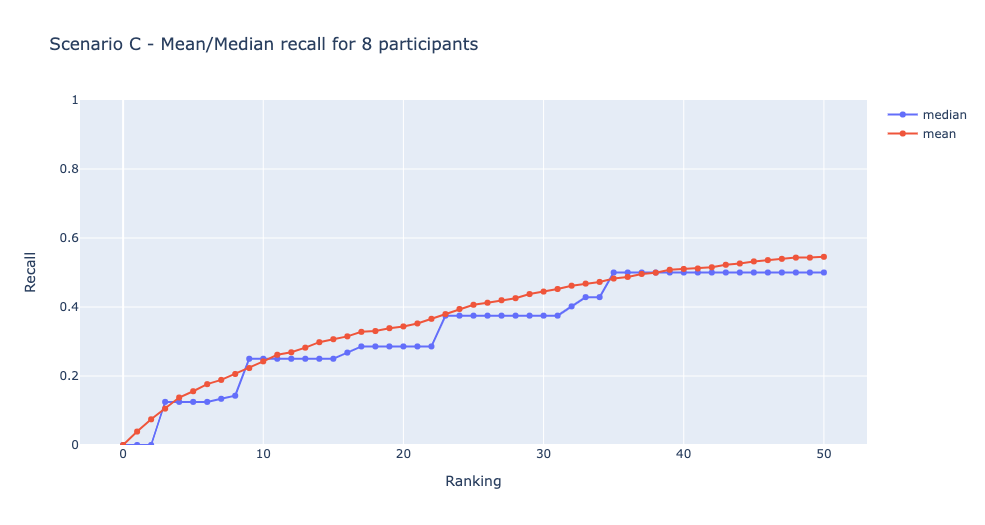 Scenario C - Mean/Median recall for 8 participants
median
mean
Recall
1
0.8
0.6
0.4
0.2
0
0 10 20 30 40 50
Ranking